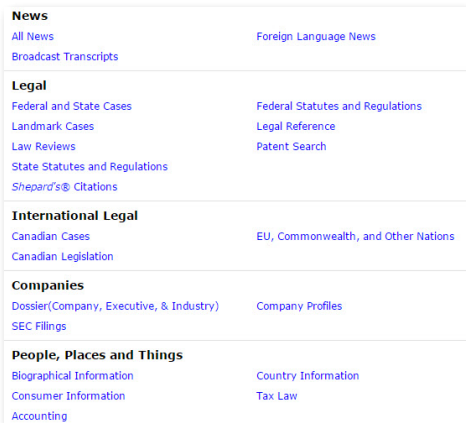 News
All News
Foreign Language News
Broadcast Transcripts
Legal
Federal and State Cases
Federal Statutes and Regulations
Landmark Cases
Legal Reference
Law Reviews
Patent Search
State Statutes and Regulations
Shepard's® Citations
International Legal
Canadian Cases
EU, Commonwealth, and Other Nations
Canadian Legislation
Companies
Dossier(Company, Executive, & Industry)
Company Profiles
SEC Filings
People, Places and Things
Biographical Information
Country Information
Consumer Information
Tax Law
Accounting